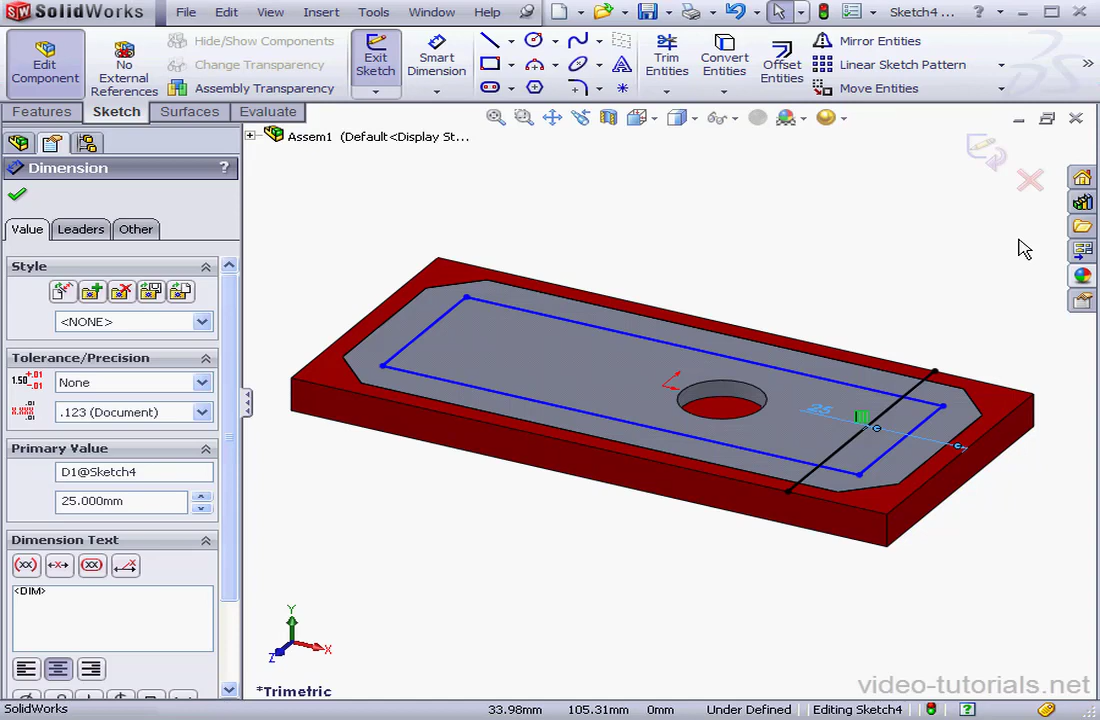 SolidWorks File Edit View Insert Tools Window Help Sketch4 ... ?
Edit Component
No External References
Hide/Show Components
Change Transparency
Assembly Transparency
Exit Sketch
Smart Dimension
Trim Entities
Convert Entities
Offset Entities
Mirror Entities
Linear Sketch Pattern
Move Entities
Features Sketch Surfaces Evaluate
Assem1 (Default<Display St...
Dimension ?
Value Leaders Other
Style
<NONE>
Tolerance/Precision
None
.123 (Document)
Primary Value
D1@Sketch4
25.000mm
Dimension Text
<DIM>
25
Y
X
Z
*Trimetric
video-tutorials.net
SolidWorks 33.98mm 105.31mm 0mm Under Defined Editing Sketch4 ?